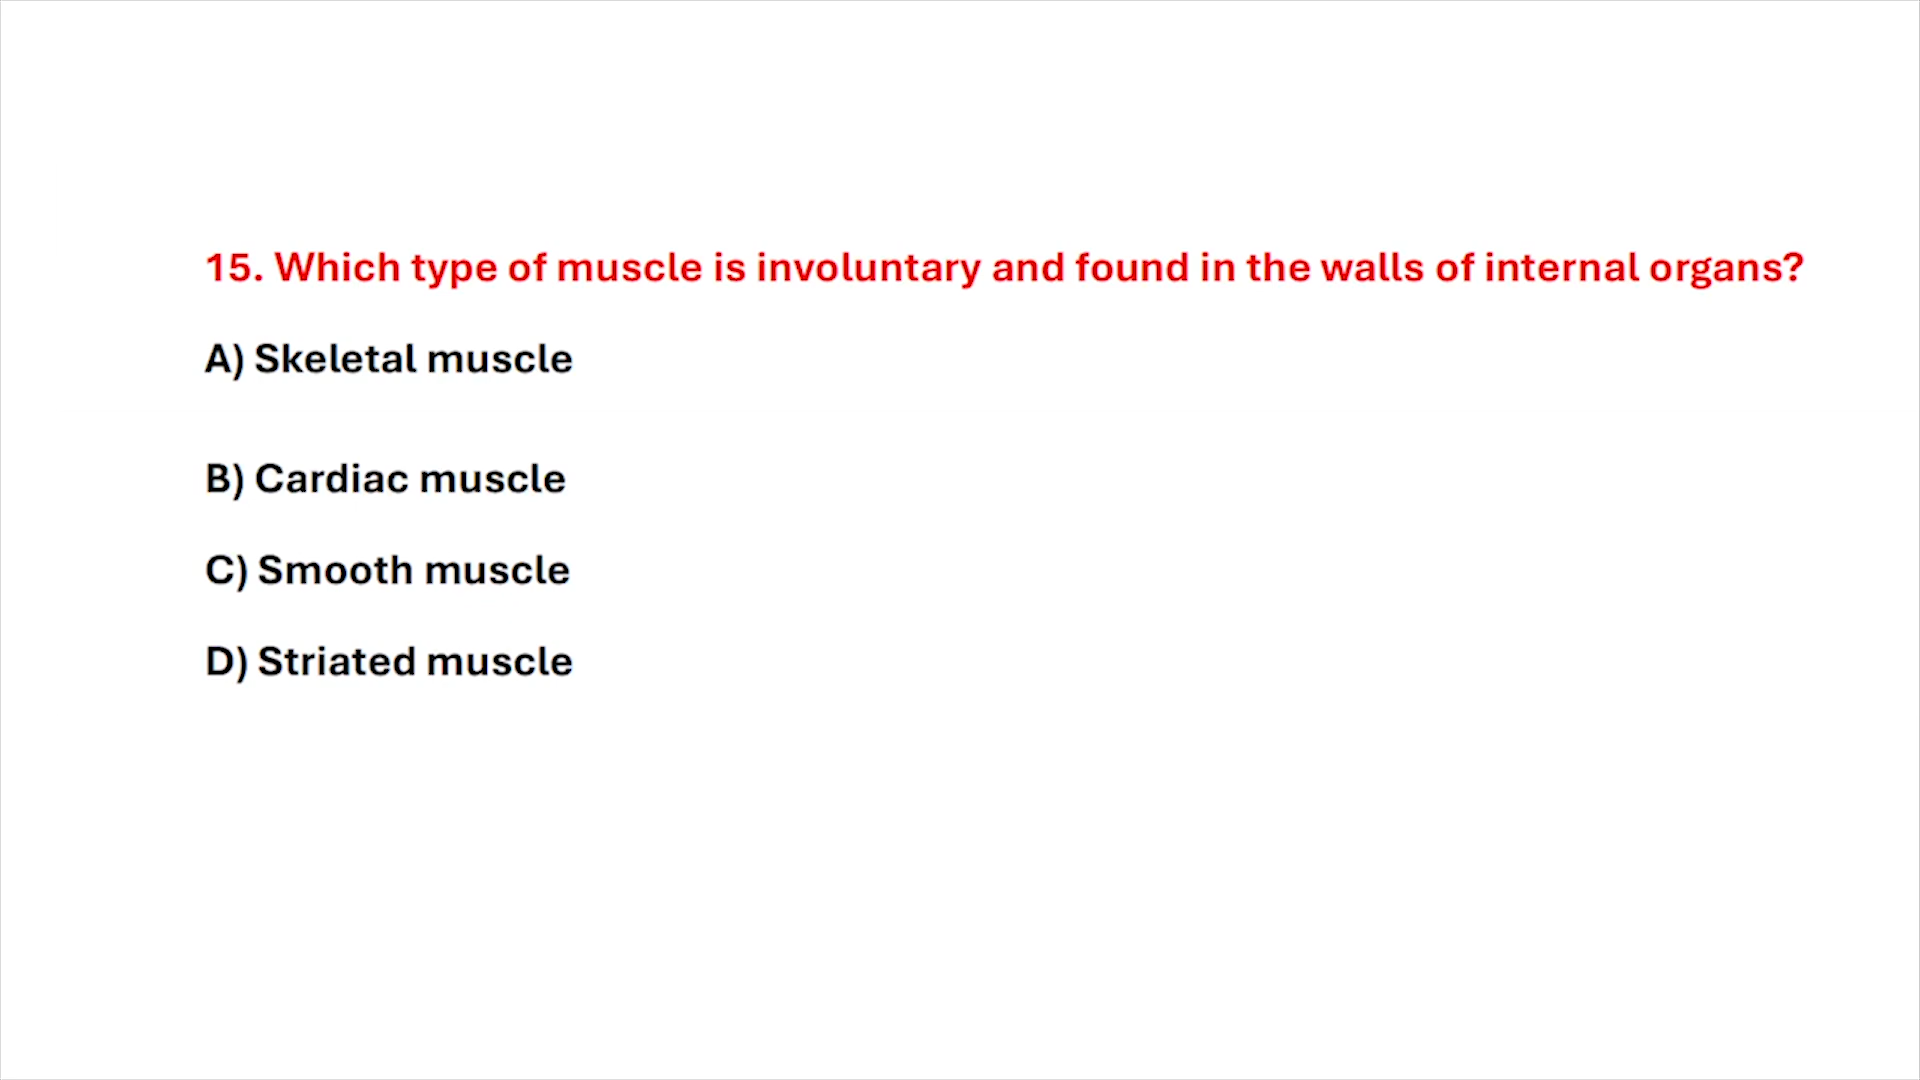 15. Which type of muscle is involuntary and found in the walls of internal organs?
A) Skeletal muscle
B) Cardiac muscle
C) Smooth muscle
D) Striated muscle